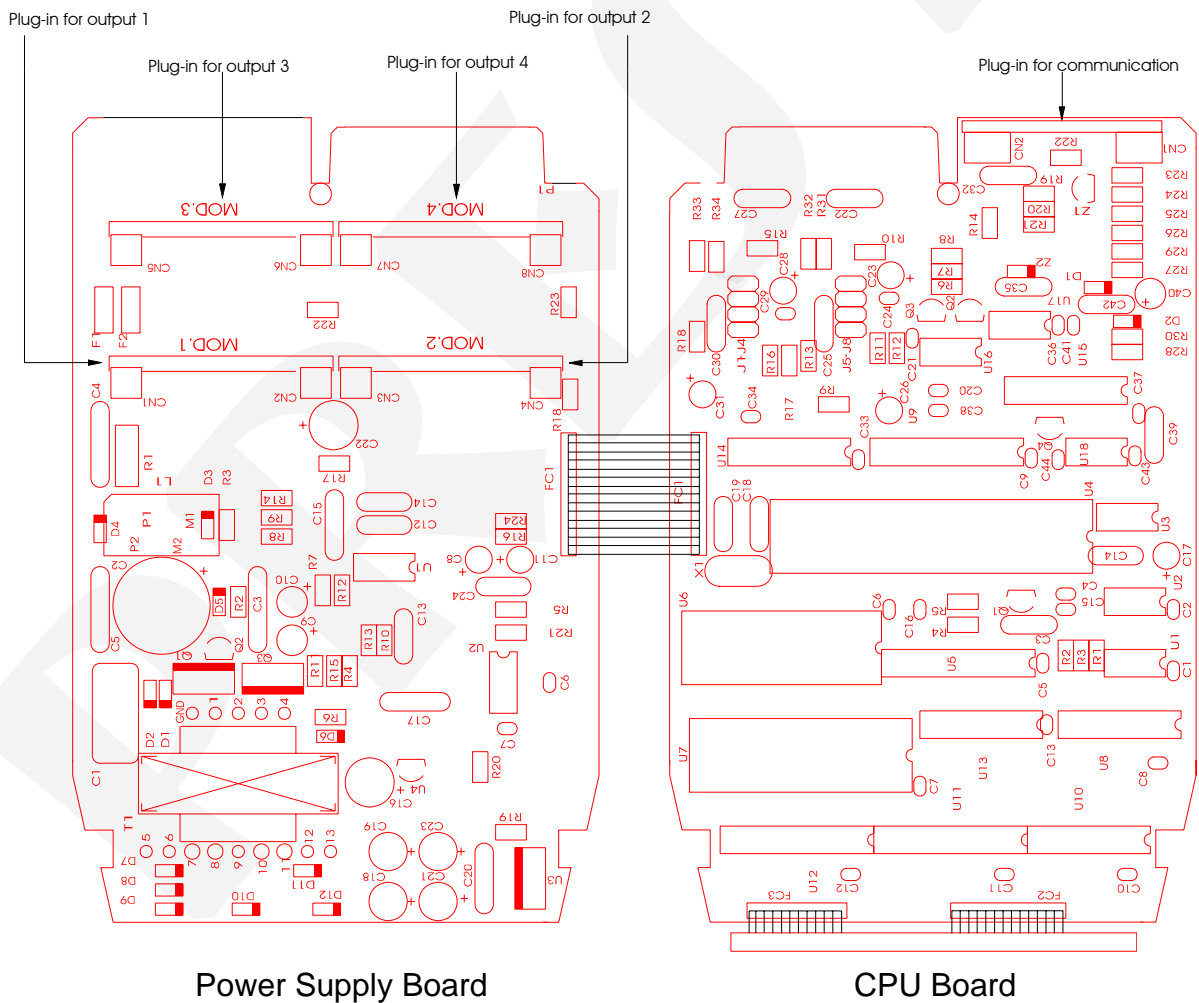 Plug-in for output 1
Plug-in for output 2
Plug-in for output 3
Plug-in for output 4
Plug-in for communication
P1
MOD.3
MOD.4
CN5
CN6
CN7
CN8
F1
F2
R22
R23
MOD.1
MOD.2
CN1
CN2
CN3
CN4
C4
R18
C22
R1
L1
D3
R3
R17
FC1
D4
P1
P2
M1
M2
R14
R9
R8
C15
C14
C12
R24
R16
C2
R7
U1
C8
C11
C10
R12
C24
C5
D5
R2
C3
C9
C13
R5
R21
R13
R10
Q1
Q2
Q3
R11
R15
R4
U2
C6
GND
1
2
3
4
C17
R6
D6
C7
D2
D1
R20
C1
C16
U4
T1
5
6
7
8
9
10
11
12
13
R19
C19
C23
D7
D8
D9
D11
C18
C21
C20
U3
D10
D12
Power Supply Board
CN2
R22
CN1
C32
R19
R23
R33
R34
C27
R32
R31
C22
R20
R21
Z1
R24
R25
R14
R26
R15
R10
R8
R29
C28
C23
R7
R6
Z2
D1
R27
C29
C24
Q3
Q2
C35
U17
C42
C40
R18
D2
R30
R28
C30
J1-J4
R16
R13
C25
J5-J8
R11
R12
C21
U16
C36
C41
U15
C31
C34
R17
R9
C26
U9
C20
C38
C37
C33
C39
U14
Q4
C9
C44
U18
C43
FC1
C19
C18
U4
U3
X1
C14
C17
U6
C6
C16
R5
R4
Q1
C4
C15
U2
C2
C3
U5
C5
R2
R3
R1
U1
C1
U7
C7
U13
C13
U8
C8
U11
U10
U12
C12
C11
C10
FC3
FC2
CPU Board